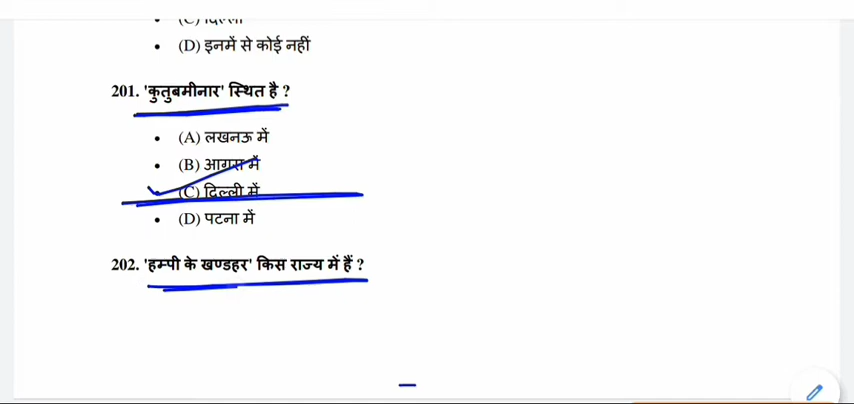 (C) दिल्ली
(D) इनमें से कोई नहीं
201. 'कुतुबमीनार' स्थित है ?
(A) लखनऊ में
(B) आगरा में
(C) दिल्ली में
(D) पटना में
202. 'हम्पी के खण्डहर' किस राज्य में हैं ?